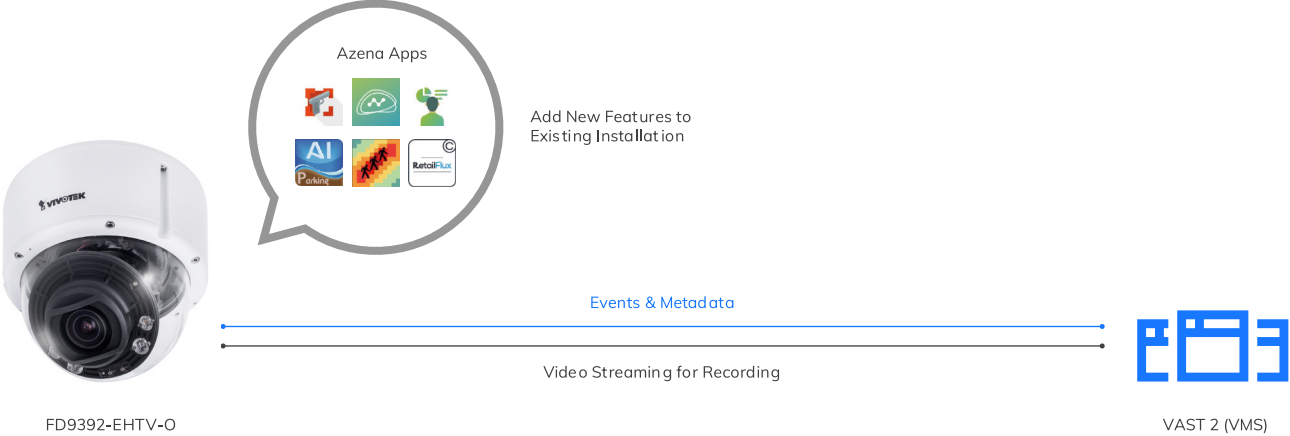 Azena Apps
Add New Features to
Existing Installation
AI
Parking
©
RetailFlux
VIVOTEK
Events & Metadata
Video Streaming for Recording
FD9392-EHTV-O
VAST 2 (VMS)